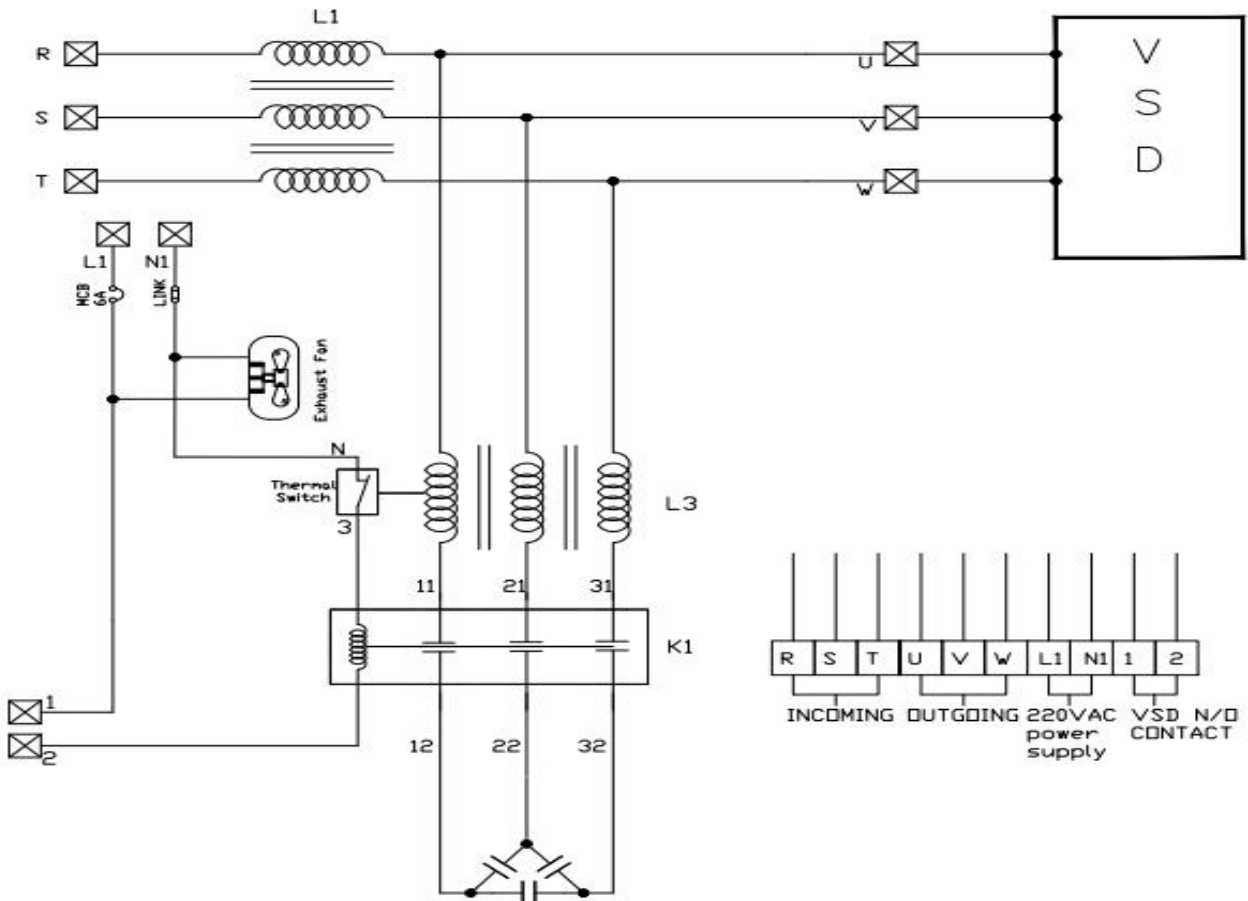 L1
R
U
S
V
T
W
V
S
D
L1
N1
MCB
6A
LINK
Exhaust Fan
N
Thermal
Switch
3
L3
11
21
31
K1
1
2
12
22
32
R S T U V W L1 N1 1 2
INCOMING OUTGOING 220VAC VSD N/O
power CONTACT
supply